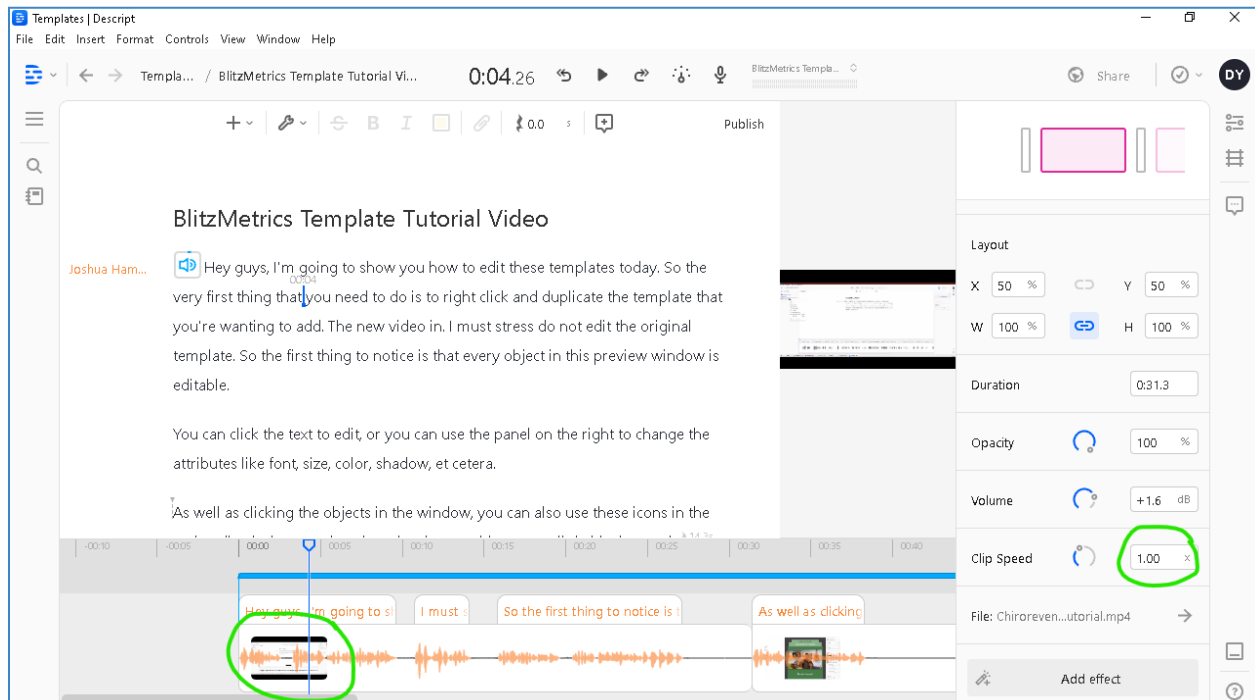 Templates | Descript
File Edit Insert Format Controls View Window Help
Templa... / BlitzMetrics Template Tutorial Vi... 0:04.26 BlitzMetrics Templa... Share DY
0.0 s Publish
BlitzMetrics Template Tutorial Video
Joshua Ham...
Hey guys, I'm going to show you how to edit these templates today. So the
00:04
very first thing that you need to do is to right click and duplicate the template that
you're wanting to add. The new video in. I must stress do not edit the original
template. So the first thing to notice is that every object in this preview window is
editable.
You can click the text to edit, or you can use the panel on the right to change the
attributes like font, size, color, shadow, et cetera.
As well as clicking the objects in the window, you can also use these icons in the
Layout
X 50 % Y 50 %
W 100 % H 100 %
Duration 0:31.3
Opacity 100 %
Volume +1.6 dB
Clip Speed 1.00 x
File: Chiroreven...utorial.mp4
Add effect
-00:10 -00:05 00:00 00:05 00:10 00:15 00:20 00:25 00:30 00:35 00:40
Hey guys, I'm going to sh I must s So the first thing to notice is t As well as clicking